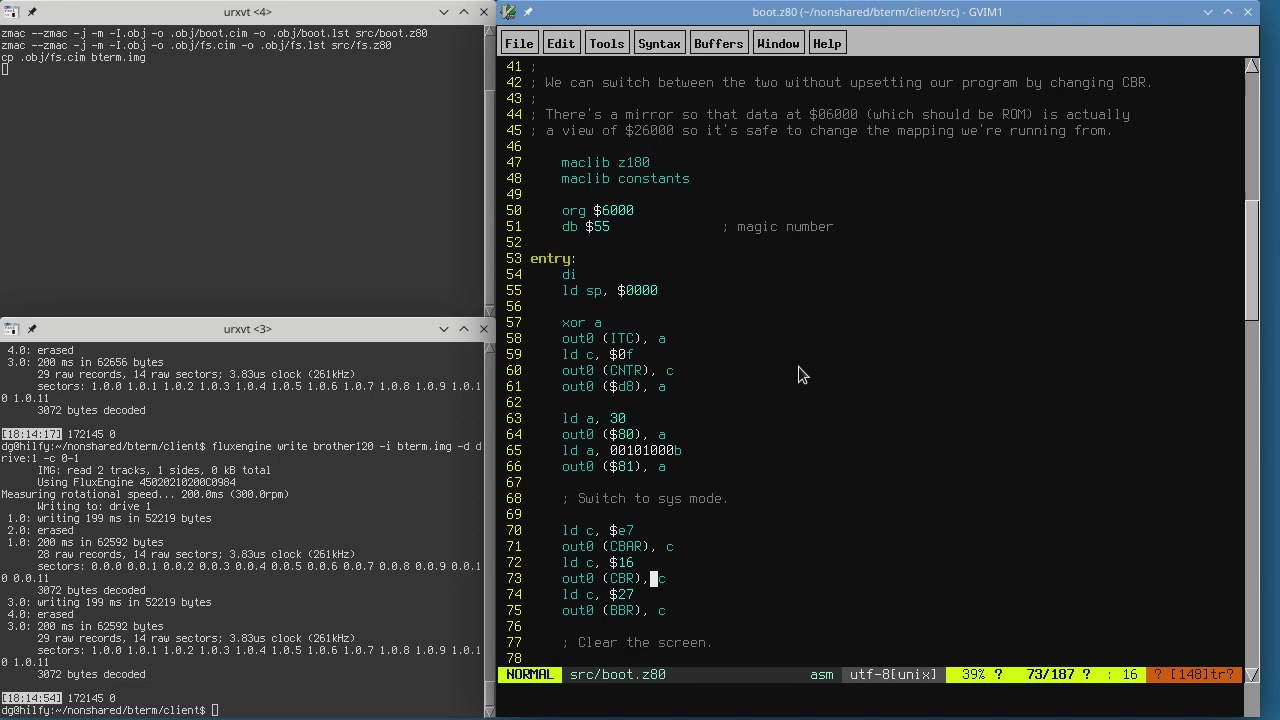 urxvt <4>
zmac --zmac -j -m -I.obj -o .obj/boot.cim -o .obj/boot.lst src/boot.z80
zmac --zmac -j -m -I.obj -o .obj/fs.cim -o .obj/fs.lst src/fs.z80
cp .obj/fs.cim bterm.img
urxvt <3>
4.0: erased
3.0: 200 ms in 62656 bytes
29 raw records, 14 raw sectors; 3.83us clock (261kHz)
sectors: 1.0.0 1.0.1 1.0.2 1.0.3 1.0.4 1.0.5 1.0.6 1.0.7 1.0.8 1.0.9 1.0.1
0 1.0.11
3072 bytes decoded
[18:14:17] 172145 0
dg@hilfy:~/nonshared/bterm/client$ fluxengine write brother120 -i bterm.img -d d
rive:1 -c 0-1
IMG: read 2 tracks, 1 sides, 0 kB total
Using FluxEngine 45020210200C0984
Measuring rotational speed... 200.0ms (300.0rpm)
Writing to: drive 1
1.0: writing 199 ms in 52219 bytes
2.0: erased
1.0: 200 ms in 62592 bytes
28 raw records, 14 raw sectors; 3.83us clock (261kHz)
sectors: 0.0.0 0.0.1 0.0.2 0.0.3 0.0.4 0.0.5 0.0.6 0.0.7 0.0.8 0.0.9 0.0.1
0 0.0.11
3072 bytes decoded
3.0: writing 199 ms in 52219 bytes
4.0: erased
3.0: 200 ms in 62592 bytes
29 raw records, 14 raw sectors; 3.83us clock (261kHz)
sectors: 1.0.0 1.0.1 1.0.2 1.0.3 1.0.4 1.0.5 1.0.6 1.0.7 1.0.8 1.0.9 1.0.1
0 1.0.11
3072 bytes decoded
[18:14:54] 172145 0
dg@hilfy:~/nonshared/bterm/client$
boot.z80 (~/nonshared/bterm/client/src) - GVIM1
File Edit Tools Syntax Buffers Window Help
41 ;
42 ; We can switch between the two without upsetting our program by changing CBR.
43 ;
44 ; There's a mirror so that data at $06000 (which should be ROM) is actually
45 ; a view of $26000 so it's safe to change the mapping we're running from.
46
47 maclib z180
48 maclib constants
49
50 org $6000
51 db $55 ; magic number
52
53 entry:
54 di
55 ld sp, $0000
56
57 xor a
58 out0 (ITC), a
59 ld c, $0f
60 out0 (CNTR), c
61 out0 ($d8), a
62
63 ld a, 30
64 out0 ($80), a
65 ld a, 00101000b
66 out0 ($81), a
67
68 ; Switch to sys mode.
69
70 ld c, $e7
71 out0 (CBAR), c
72 ld c, $16
73 out0 (CBR), c
74 ld c, $27
75 out0 (BBR), c
76
77 ; Clear the screen.
78
NORMAL src/boot.z80 asm utf-8[unix] 39% ? 73/187 ? : 16 ? [148]tr?